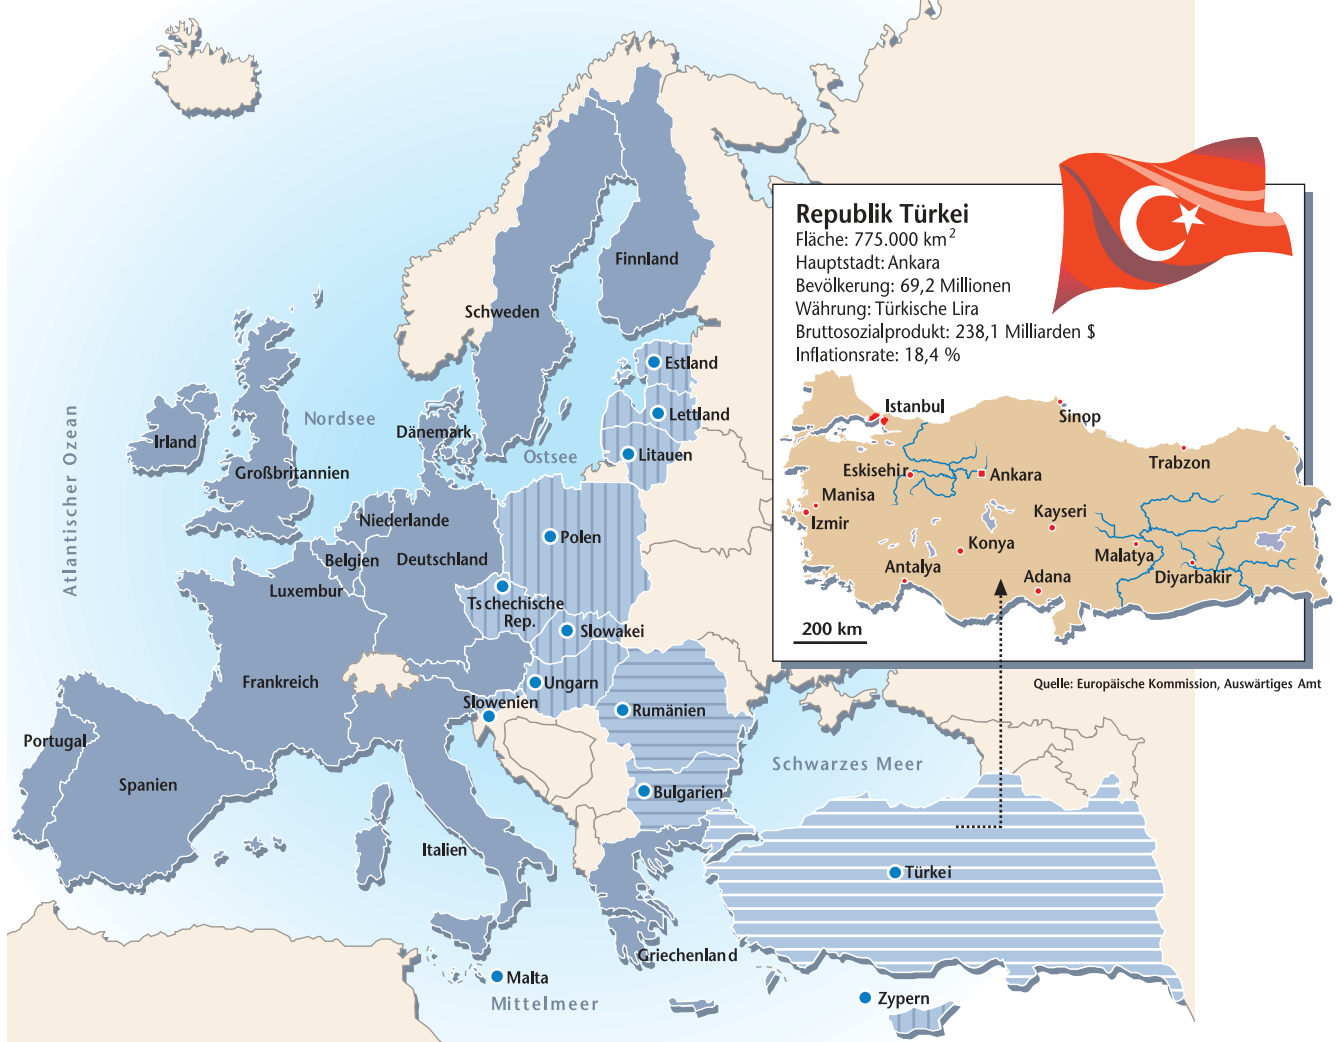 Republik Türkei
Fläche: 775.000 km²
Hauptstadt: Ankara
Bevölkerung: 69,2 Millionen
Währung: Türkische Lira
Bruttosozialprodukt: 238,1 Milliarden $
Inflationsrate: 18,4 %
Istanbul
Sinop
Trabzon
Eskisehir
Ankara
Manisa
Izmir
Kayseri
Konya
Malatya
Antalya
Adana
Diyarbakir
200 km
Quelle: Europäische Kommission, Auswärtiges Amt
Finnland
Schweden
Estland
Lettland
Litauen
Nordsee
Ostsee
Dänemark
Atlantischer Ozean
Irland
Großbritannien
Niederlande
Belgien
Deutschland
Polen
Luxembur
Tschechische
Rep.
Slowakei
Frankreich
Ungarn
Slowenien
Rumänien
Portugal
Spanien
Schwarzes Meer
Bulgarien
Italien
Türkei
Griechenland
Malta
Mittelmeer
Zypern